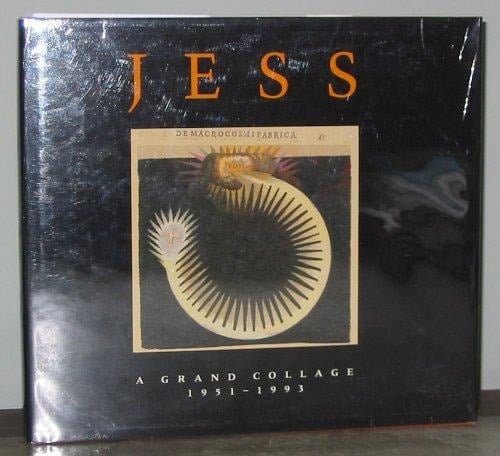 JESS
DE MACROCOSMI FABRICA.
A GRAND COLLAGE
1951-1993